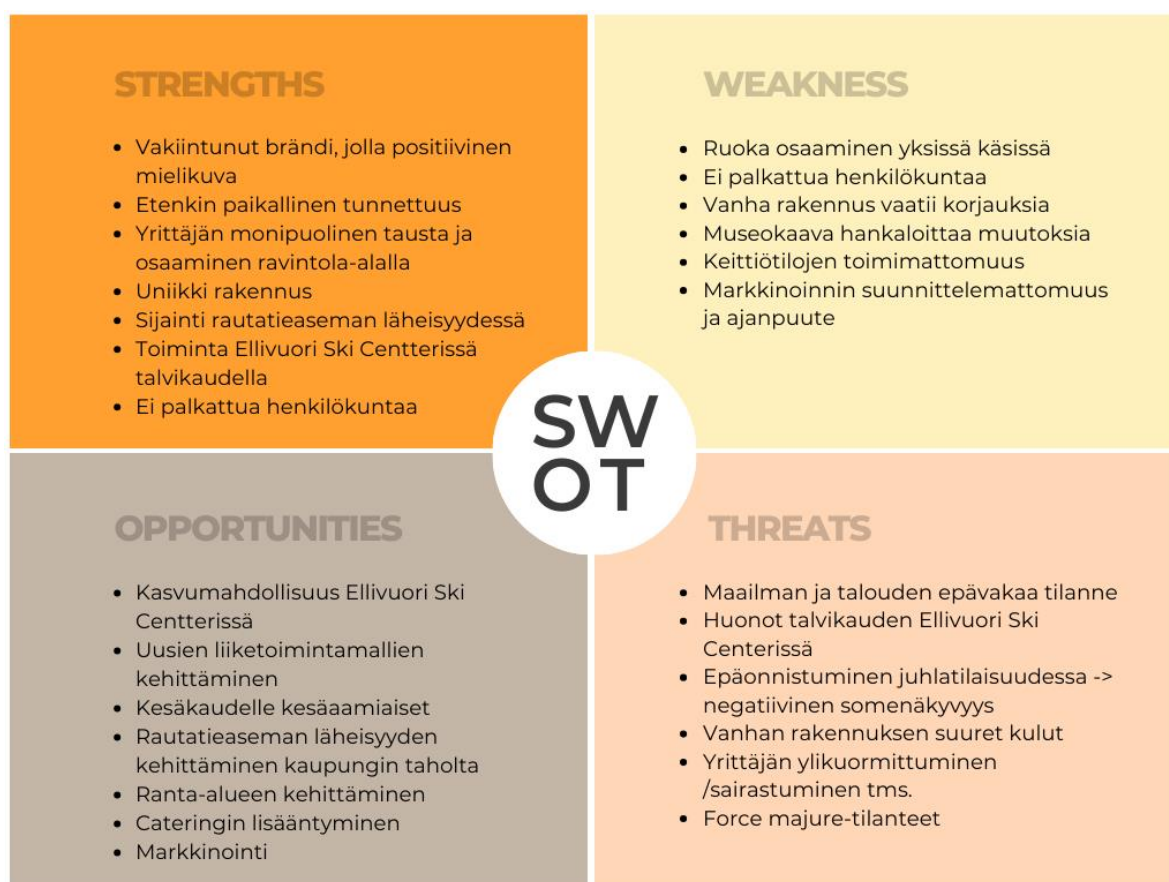 STRENGTHS
• Vakiintunut brändi, jolla positiivinen
mielikuva
• Etenkin paikallinen tunnettuus
• Yrittäjän monipuolinen tausta ja
osaaminen ravintola-alalla
• Uniikki rakennus
• Sijainti rautatieaseman läheisyydessä
• Toiminta Ellivuori Ski Centterissä
talvikaudella
• Ei palkattua henkilökuntaa
WEAKNESS
• Ruoka osaaminen yksissä käsissä
• Ei palkattua henkilökuntaa
• Vanha rakennus vaatii korjauksia
• Museokaava hankaloittaa muutoksia
• Keittiötilojen toimimattomuus
• Markkinoinnin suunnittelemattomuus
ja ajanpuute
SW
OT
OPPORTUNITIES
• Kasvumahdollisuus Ellivuori Ski
Centterissä
• Uusien liiketoimintamallien
kehittäminen
• Kesäkaudelle kesäaamiaiset
• Rautatieaseman läheisyyden
kehittäminen kaupungin taholta
• Ranta-alueen kehittäminen
• Cateringin lisääntyminen
• Markkinointi
THREATS
• Maailman ja talouden epävakaa tilanne
• Huonot talvikauden Ellivuori Ski
Centerissä
• Epäonnistuminen juhlatilaisuudessa ->
negatiivinen somenäkyvyys
• Vanhan rakennuksen suuret kulut
• Yrittäjän ylikuormittuminen
/sairastuminen tms.
• Force majure-tilanteet